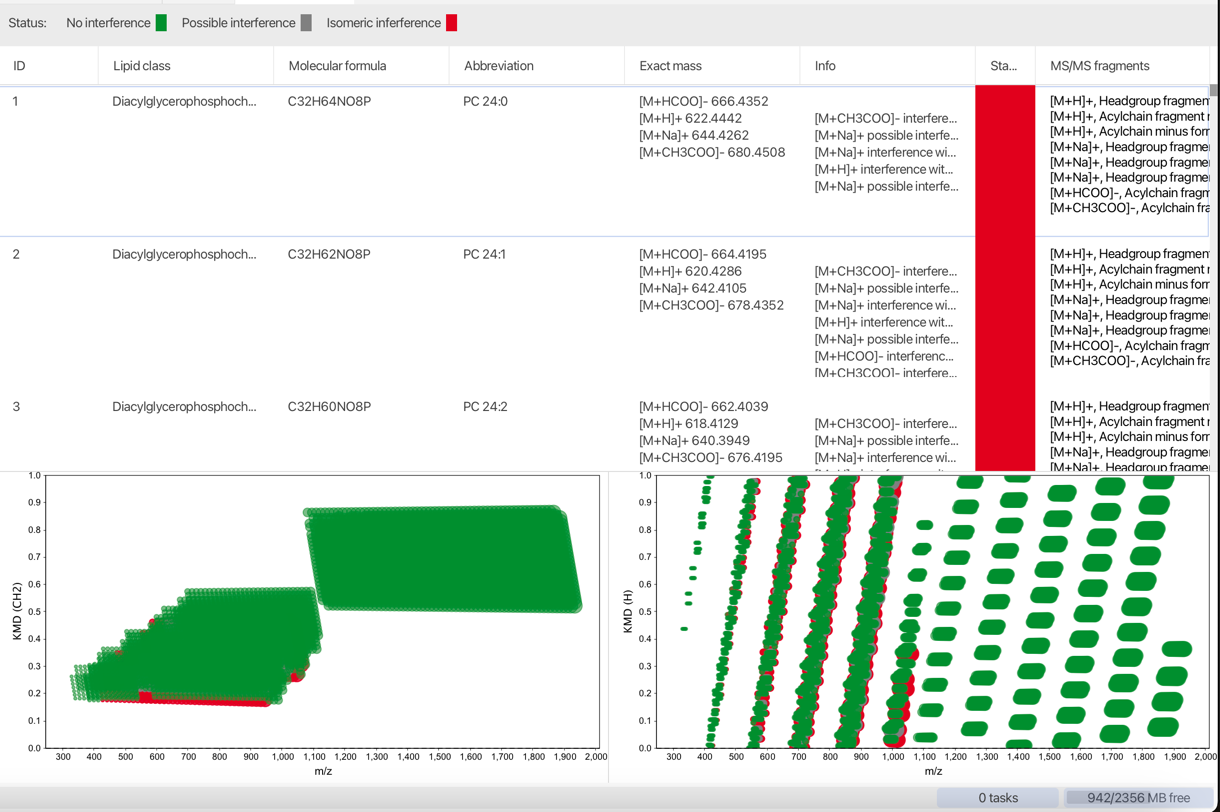 Status: No interference Possible interference Isomeric inferference
ID Lipid class Molecular formula Abbreviation Exact mass Info Sta... MS/MS fragments
1 Diacylglycerophosphoch... C32H64NO8P PC 24:0 [M+HCOO]- 666.4352 [M+H]+, Headgroup fragmen
[M+H]+ 622.4442 [M+CH3COO]- interfere... [M+H]+, Acylchain fragment
[M+Na]+ 644.4262 [M+Na]+ possible interfe... [M+H]+, Acylchain minus for
[M+CH3COO]- 680.4508 [M+Na]+ interference wi... [M+Na]+, Headgroup fragme
[M+H]+ interference wit... [M+Na]+, Headgroup fragme
[M+Na]+ possible interfe... [M+Na]+, Headgroup fragme
[M+HCOO]-, Acylchain fragm
[M+CH3COO]-, Acylchain fra
2 Diacylglycerophosphoch... C32H62NO8P PC 24:1 [M+HCOO]- 664.4195 [M+H]+, Headgroup fragmen
[M+H]+ 620.4286 [M+CH3COO]- interfere... [M+H]+, Acylchain fragment
[M+Na]+ 642.4105 [M+Na]+ possible interfe... [M+H]+, Acylchain minus for
[M+CH3COO]- 678.4352 [M+Na]+ interference wi... [M+Na]+, Headgroup fragme
[M+H]+ interference wit... [M+Na]+, Headgroup fragme
[M+Na]+ possible interfe... [M+Na]+, Headgroup fragme
[M+HCOO]- interferenc... [M+HCOO]-, Acylchain fragm
[M+CH3COO]- interfere... [M+CH3COO]-, Acylchain fra
3 Diacylglycerophosphoch... C32H60NO8P PC 24:2 [M+HCOO]- 662.4039 [M+H]+, Headgroup fragmen
[M+H]+ 618.4129 [M+CH3COO]- interfere... [M+H]+, Acylchain fragment
[M+Na]+ 640.3949 [M+Na]+ possible interfe... [M+H]+, Acylchain minus for
[M+CH3COO]- 676.4195 [M+Na]+ interference wi... [M+Na]+, Headgroup fragme
[M+Na]+, Headgroup fragme
KMD (CH2)
1.0
0.9
0.8
0.7
0.6
0.5
0.4
0.3
0.2
0.1
0.0
300 400 500 600 700 800 900 1,000 1,100 1,200 1,300 1,400 1,500 1,600 1,700 1,800 1,900 2,000
m/z
KMD (H)
1.0
0.9
0.8
0.7
0.6
0.5
0.4
0.3
0.2
0.1
0.0
300 400 500 600 700 800 900 1,000 1,100 1,200 1,300 1,400 1,500 1,600 1,700 1,800 1,900 2,000
m/z
0 tasks 942/2356 MB free